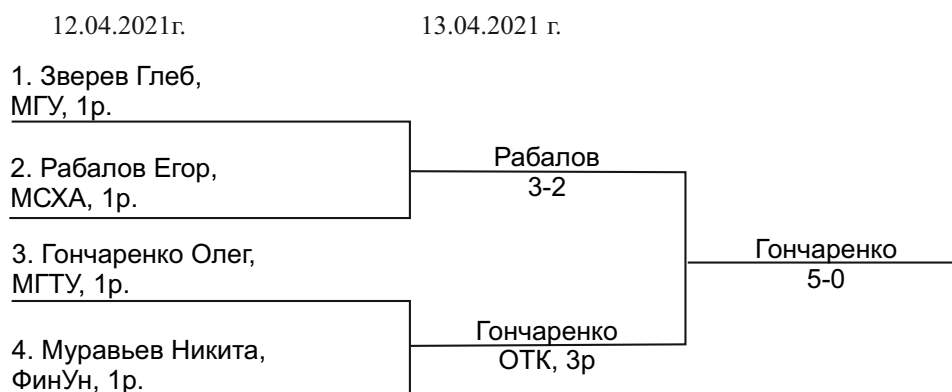 12.04.2021г.
13.04.2021 г.
1. Зверев Глеб,
МГУ, 1р.
2. Рабалов Егор,
МСХА, 1р.
Рабалов
3-2
3. Гончаренко Олег,
МГТУ, 1р.
Гончаренко
5-0
4. Муравьев Никита,
ФинУн, 1р.
Гончаренко
ОТК, 3р